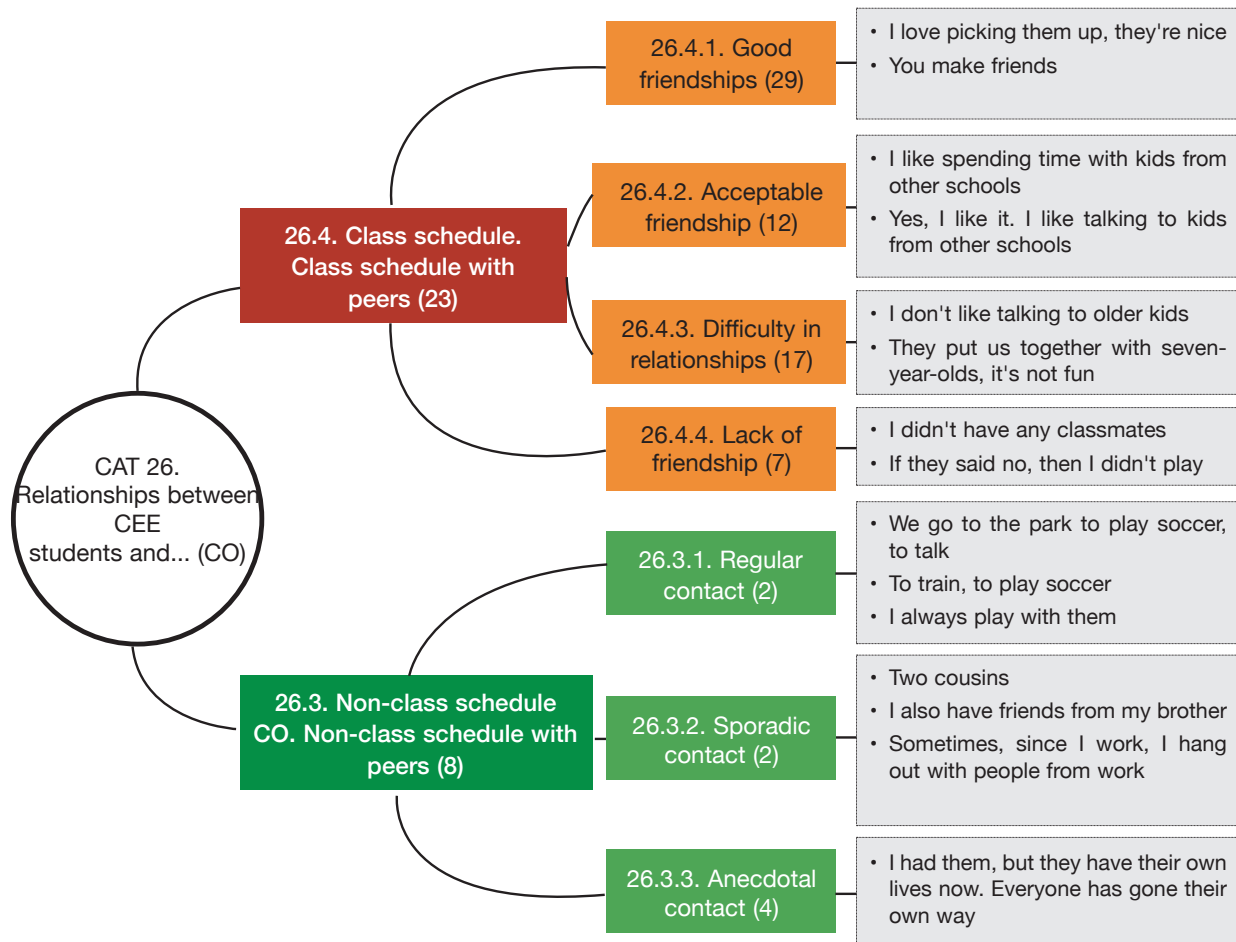 26.4.1. Good
friendships (29)
• I love picking them up, they're nice
• You make friends
26.4.2. Acceptable
friendship (12)
• I like spending time with kids from
other schools
• Yes, I like it. I like talking to kids
from other schools
26.4. Class schedule.
Class schedule with
peers (23)
26.4.3. Difficulty in
relationships (17)
• I don't like talking to older kids
• They put us together with seven-
year-olds, it's not fun
26.4.4. Lack of
friendship (7)
• I didn't have any classmates
• If they said no, then I didn't play
CAT 26.
Relationships between
CEE
students and... (CO)
26.3.1. Regular
contact (2)
• We go to the park to play soccer,
to talk
• To train, to play soccer
• I always play with them
26.3. Non-class schedule
CO. Non-class schedule with
peers (8)
26.3.2. Sporadic
contact (2)
• Two cousins
• I also have friends from my brother
• Sometimes, since I work, I hang
out with people from work
26.3.3. Anecdotal
contact (4)
• I had them, but they have their own
lives now. Everyone has gone their
own way